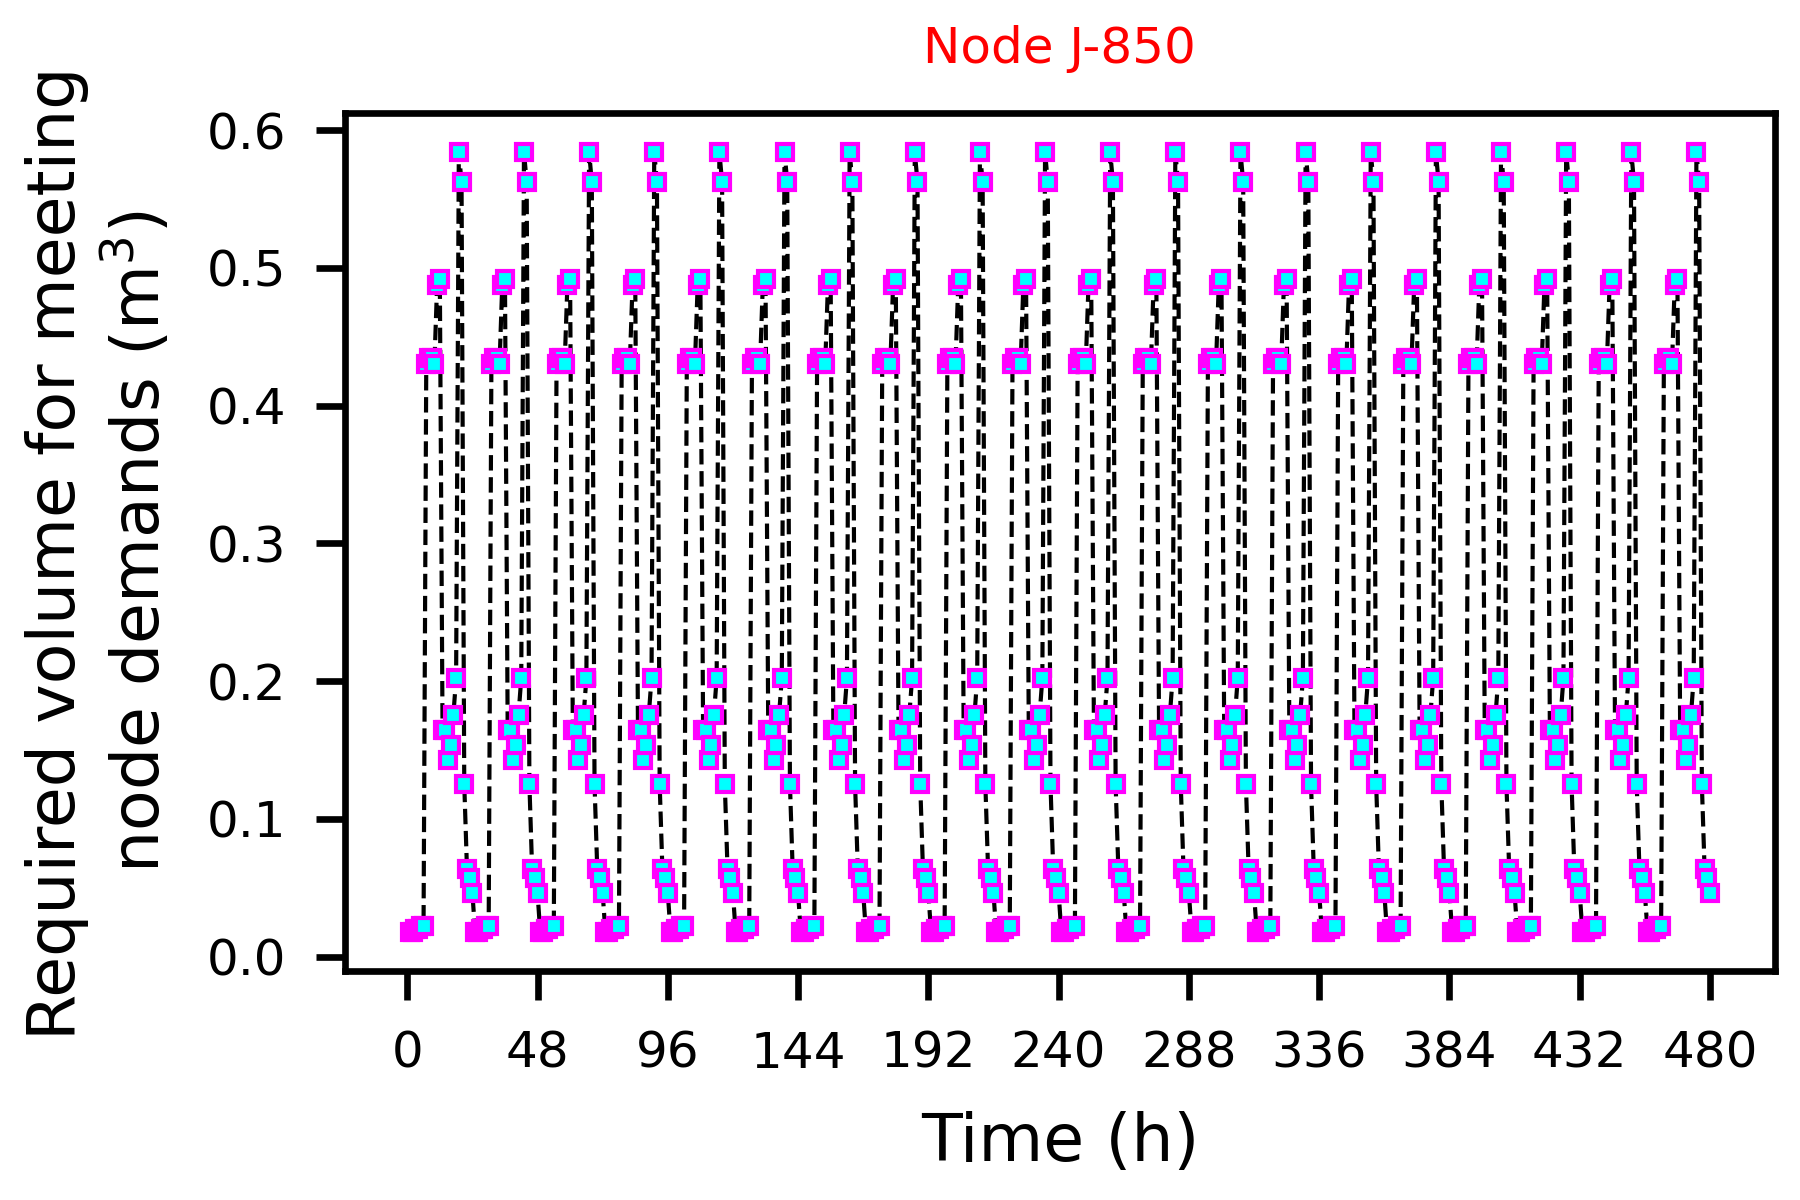 Node J-850
Required volume for meeting
node demands (m³)
0.6
0.5
0.4
0.3
0.2
0.1
0.0
0 48 96 144 192 240 288 336 384 432 480
Time (h)